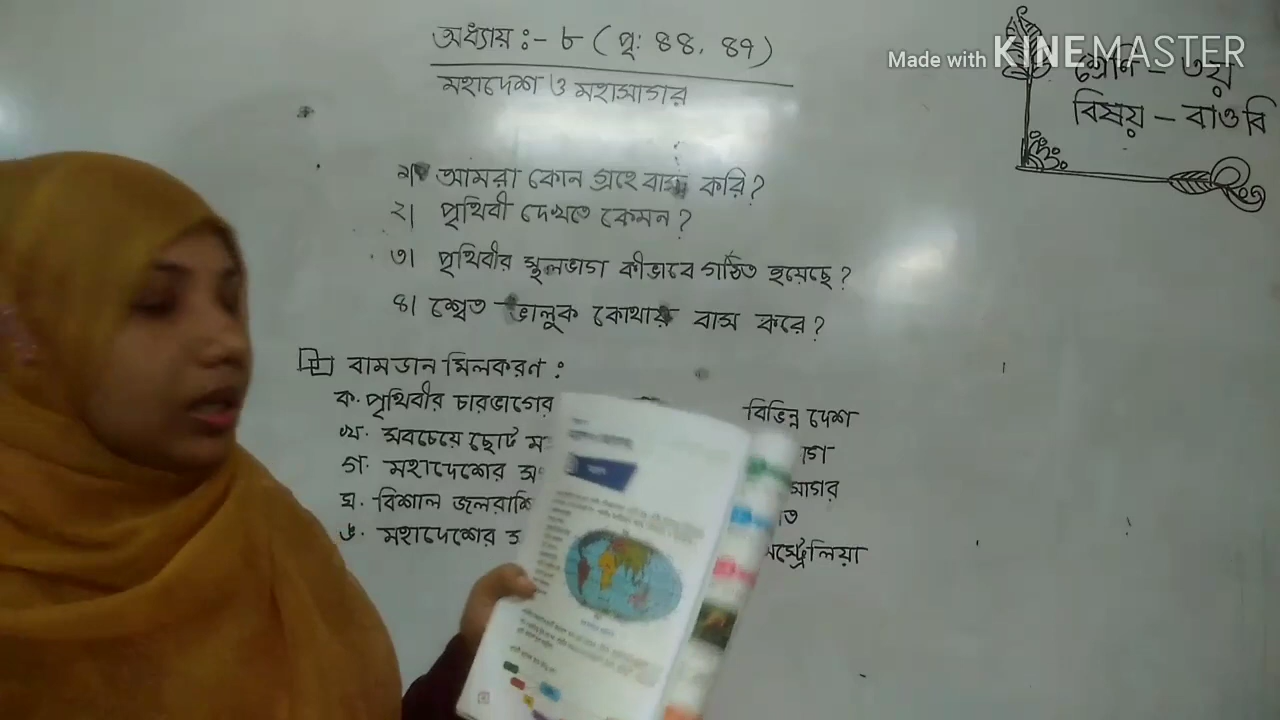 অধ্যায় :- ৮ (পৃ: ৪৪, ৪৭)
মহাদেশ ও মহাসাগর
Made with KINEMASTER
শ্রেণি - ৩য়
বিষয় - বাওবি
১। আমরা কোন গ্রহে বাস করি?
২। পৃথিবী দেখতে কেমন?
৩। পৃথিবীর স্থলভাগ কীভাবে গঠিত হয়েছে?
৪। শ্বেত ভালুক কোথায় বাস করে?
বামডান মিলকরণ :
ক. পৃথিবীর চারভাগের
বিভিন্ন দেশ
খ. সবচেয়ে ছোট
গ. মহাদেশের
ঘ. বিশাল জলরাশি
ঙ. মহাদেশের